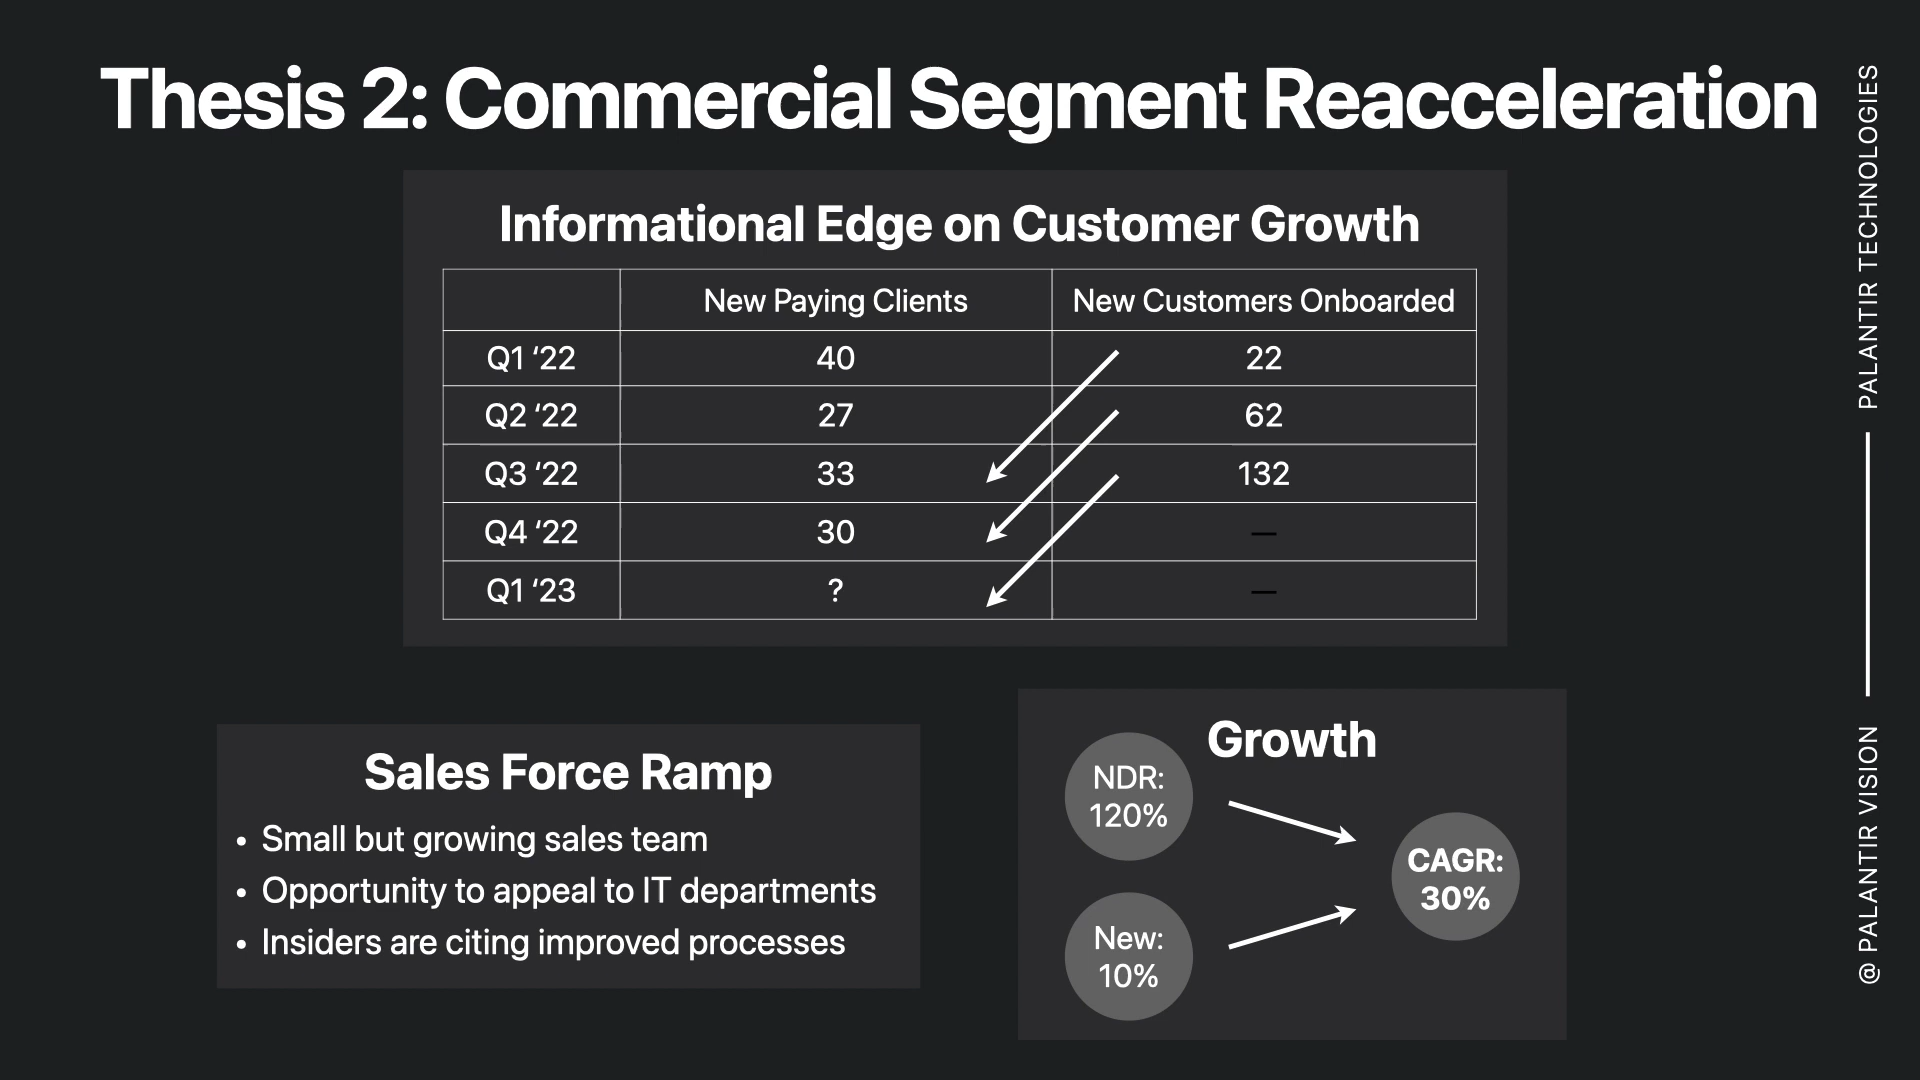 Thesis 2: Commercial Segment Reacceleration
Informational Edge on Customer Growth
New Paying Clients New Customers Onboarded
Q1 ‘22 40 22
Q2 ‘22 27 62
Q3 ‘22 33 132
Q4 ‘22 30 —
Q1 ‘23 ? —
Sales Force Ramp
• Small but growing sales team
• Opportunity to appeal to IT departments
• Insiders are citing improved processes
Growth
NDR:
120%
New:
10%
CAGR:
30%
@ PALANTIR VISION
PALANTIR TECHNOLOGIES